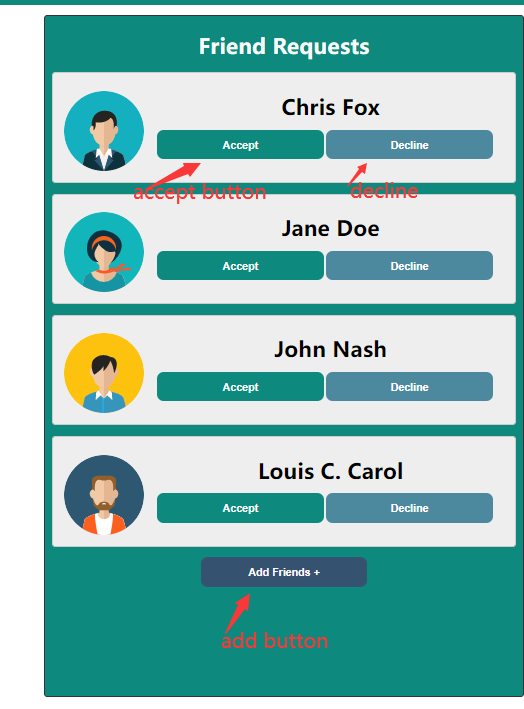 Friend Requests
Chris Fox
Accept Decline
accept button decline
Jane Doe
Accept Decline
John Nash
Accept Decline
Louis C. Carol
Accept Decline
Add Friends +
add button